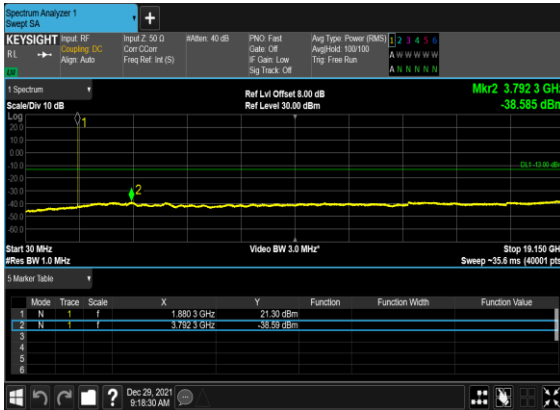 Spectrum Analyzer 1
Swept SA
+
KEYSIGHT Input: RF Input Z: 50 Ω #Atten: 40 dB PNO: Fast Avg Type: Power (RMS) 1 2 3 4 5 6
RL Coupling: DC Corr CCorr Gate: Off Avg|Hold: 100/100 A W W W W W
Align: Auto Freq Ref: Int (S) IF Gain: Low Trig: Free Run
Sig Track: Off A N N N N N
1 Spectrum Ref Lvl Offset 8.00 dB Mkr2 3.792 3 GHz
Scale/Div 10 dB Ref Level 30.00 dBm -38.585 dBm
Log
1
20.0
10.0
0.00
-10.0
DL1 -13.00 dBm
-20.0
-30.0
2
-40.0
-50.0
-60.0
Start 30 MHz Video BW 3.0 MHz* Stop 19.150 GHz
#Res BW 1.0 MHz Sweep ~35.6 ms (40001 pts)
5 Marker Table
Mode Trace Scale X Y Function Function Width Function Value
1 N 1 f 1.880 3 GHz 21.30 dBm
2 N 1 f 3.792 3 GHz -38.59 dBm
3
4
5
6
? Dec 29, 2021
9:18:30 AM